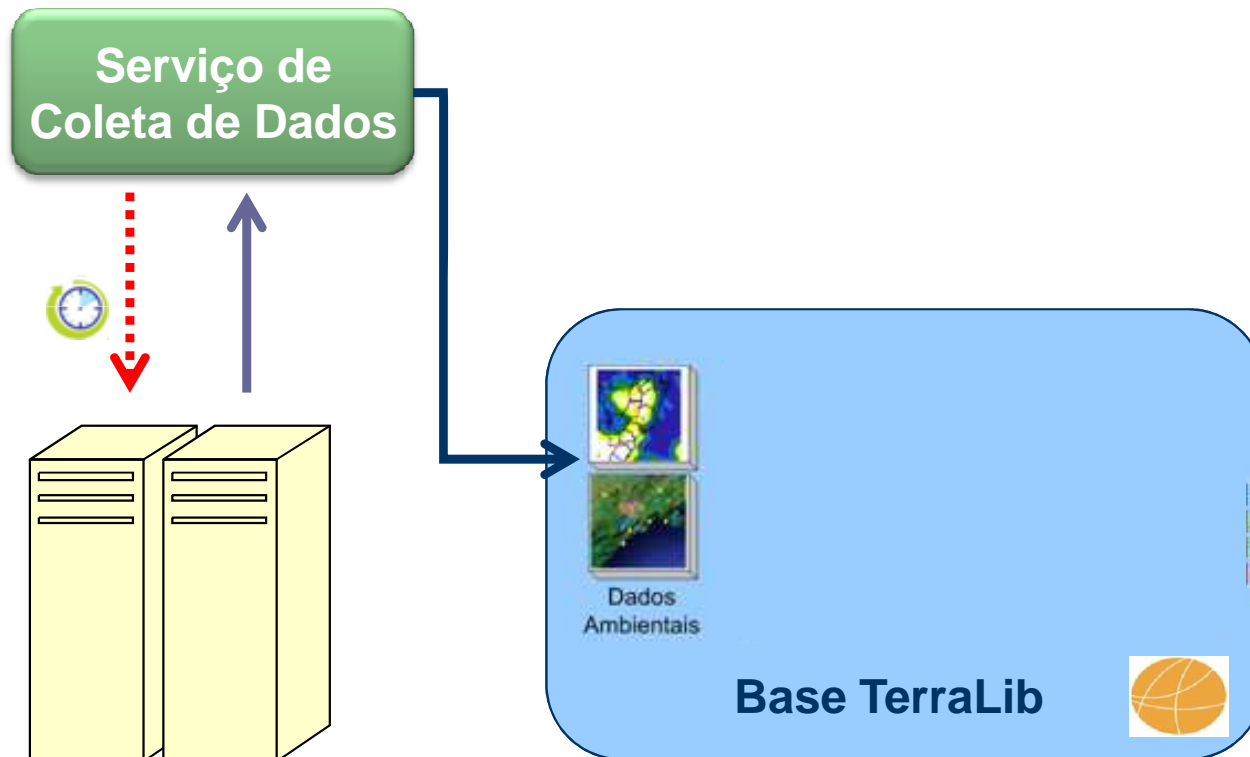 Serviço de
Coleta de Dados
Dados
Ambientais
Base TerraLib